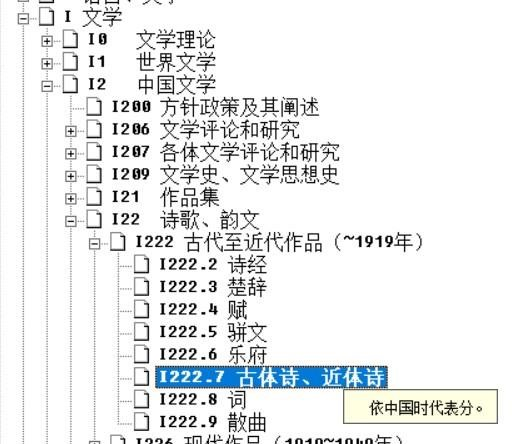 I 文学
I0 文学理论
I1 世界文学
I2 中国文学
I200 方针政策及其阐述
I206 文学评论和研究
I207 各体文学评论和研究
I209 文学史、文学思想史
I21 作品集
I22 诗歌、韵文
I222 古代至近代作品（~1919年）
I222.2 诗经
I222.3 楚辞
I222.4 赋
I222.5 骈文
I222.6 乐府
I222.7 古体诗、近体诗
I222.8 词
依中国时代表分。
I222.9 散曲
I226 现代作品（1919~1949年）